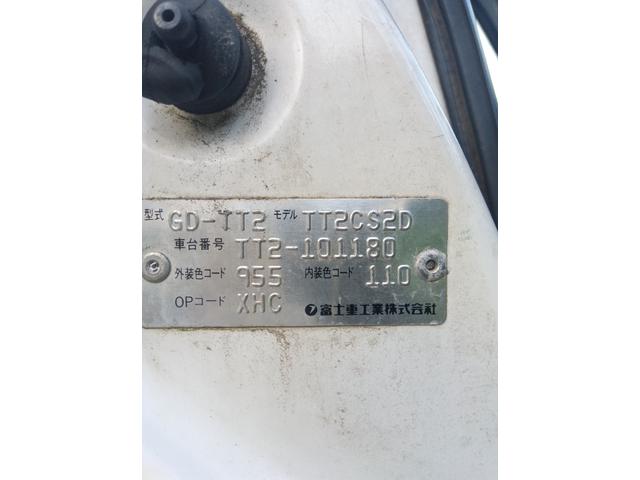 型式 GD-TT2 モデル TT2CS2D
車台番号 TT2-101180
外装色コード 955 内装色コード 110
OPコード XHC 富士重工業株式会社